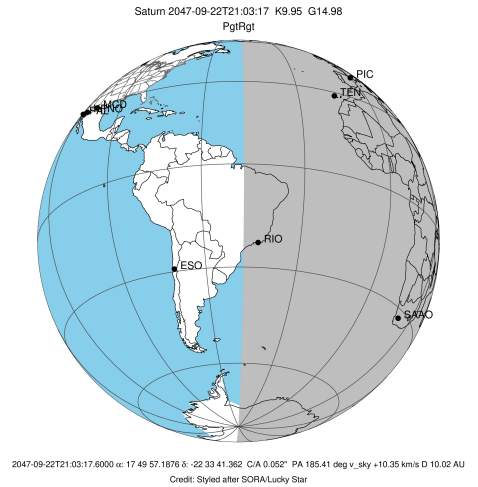 Saturn 2047-09-22T21:03:17  K9.95  G14.98
PgtRgt
PIC
TEN
MCD
RIO
ESO
SAAO
2047-09-22T21:03:17.6000 α: 17 49 57.1876 δ: -22 33 41.362  C/A 0.052"  PA 185.41 deg v_sky +10.35 km/s D 10.02 AU
Credit: Styled after SORA/Lucky Star